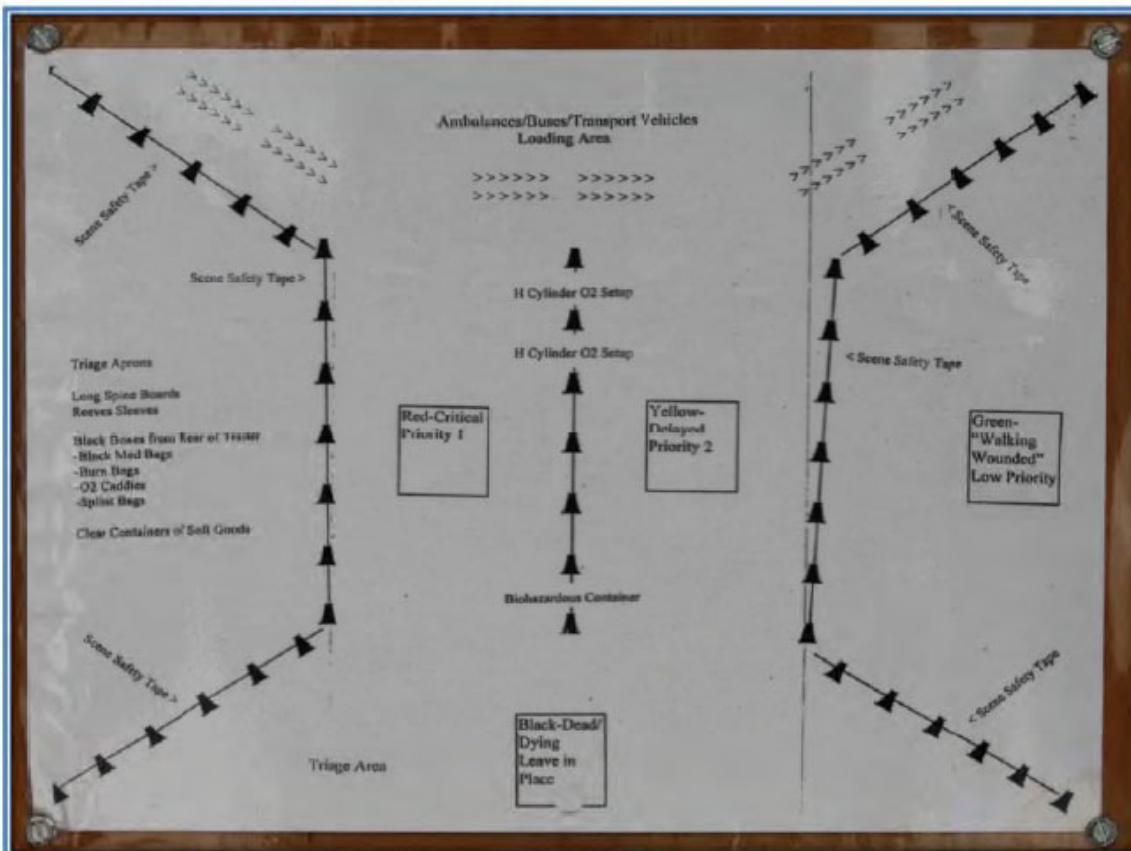 Ambulances/Buses/Transport Vehicles
Loading Area
>>>>>> >>>>>>
>>>>>> >>>>>>
Scene Safety Tape >
< Scene Safety Tape
Scene Safety Tape >
H Cylinder O2 Setup
H Cylinder O2 Setup
< Scene Safety Tape
Triage Aprons
Long Spine Boards
Reeves Sleeves
Black Boxes from Rear of Trailer
-Black Med Bags
-Burn Bags
-O2 Caddies
-Splint Bags
Clear Containers of Soft Goods
Red-Critical
Priority 1
Yellow-
Delayed
Priority 2
Green-
"Walking
Wounded"
Low Priority
Biohazardous Container
Scene Safety Tape >
< Scene Safety Tape
Triage Area
Black-Dead/
Dying
Leave in
Place